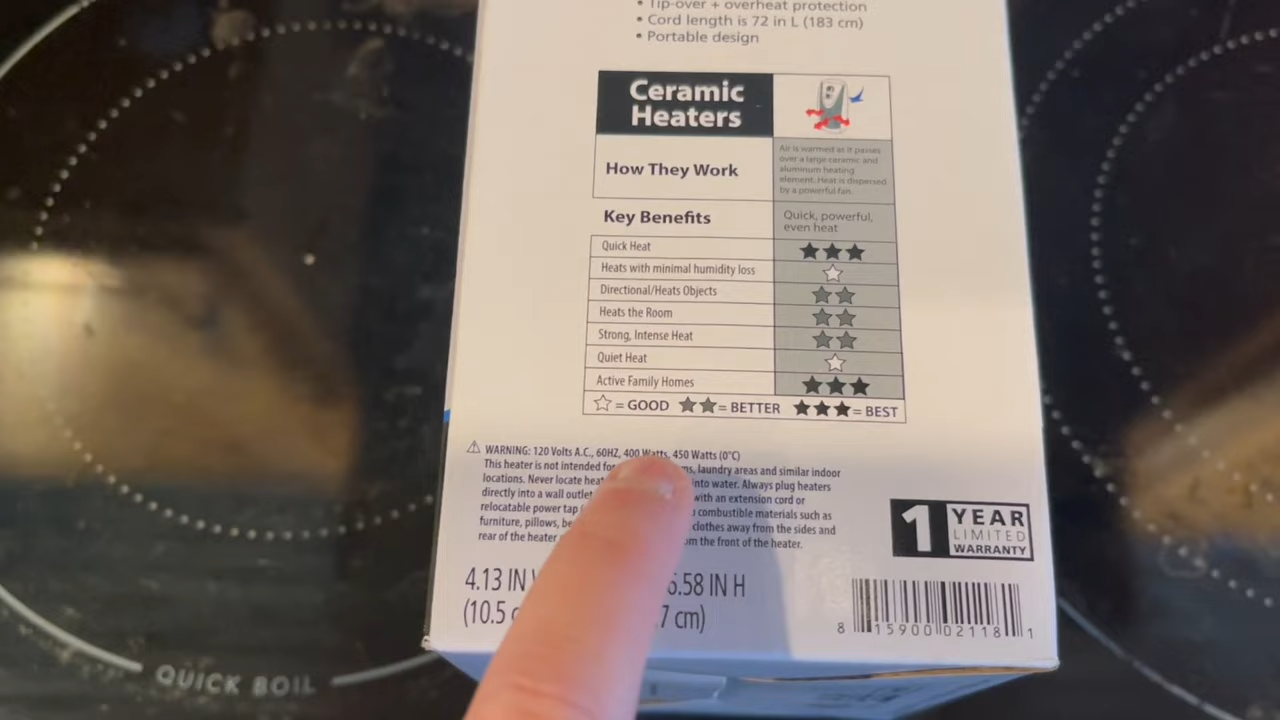 • Tip-over + overheat protection
• Cord length is 72 in L (183 cm)
• Portable design
Ceramic
Heaters
How They Work
Air is warmed as it passes
over a large ceramic and
aluminum heating
element. Heat is dispersed
by a powerful fan
Key Benefits
Quick, powerful,
even heat
Quick Heat ★★★
Heats with minimal humidity loss ☆
Directional/Heats Objects ★★
Heats the Room ★★
Strong, Intense Heat ★★
Quiet Heat ☆
Active Family Homes ★★★
☆ = GOOD ★★ = BETTER ★★★ = BEST
⚠ WARNING: 120 Volts A.C., 60HZ, 400 Watts, 450 Watts (0°C)
This heater is not intended for laundry areas and similar indoor
locations. Never locate into water. Always plug heaters
directly into a wall outlet with an extension cord or
relocatable power tap combustible materials such as
furniture, pillows, clothes away from the sides and
rear of the heater the front of the heater.
4.13 IN 6.58 IN H
(10.5 cm)
1 YEAR
LIMITED
WARRANTY
8 15900 02118 1
QUICK BOIL